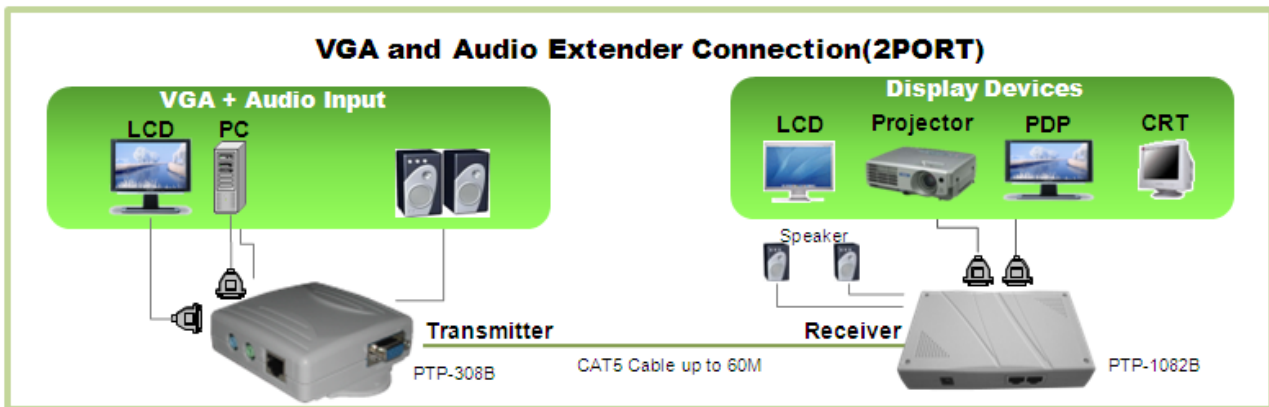 VGA and Audio Extender Connection(2PORT)
VGA + Audio Input
LCD
PC
Display Devices
LCD
Projector
PDP
CRT
Speaker
Transmitter
Receiver
PTP-308B
CAT5 Cable up to 60M
PTP-1082B